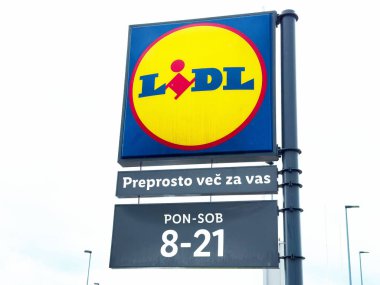 LiDL
Preprosto več za vas
PON-SOB
8-21